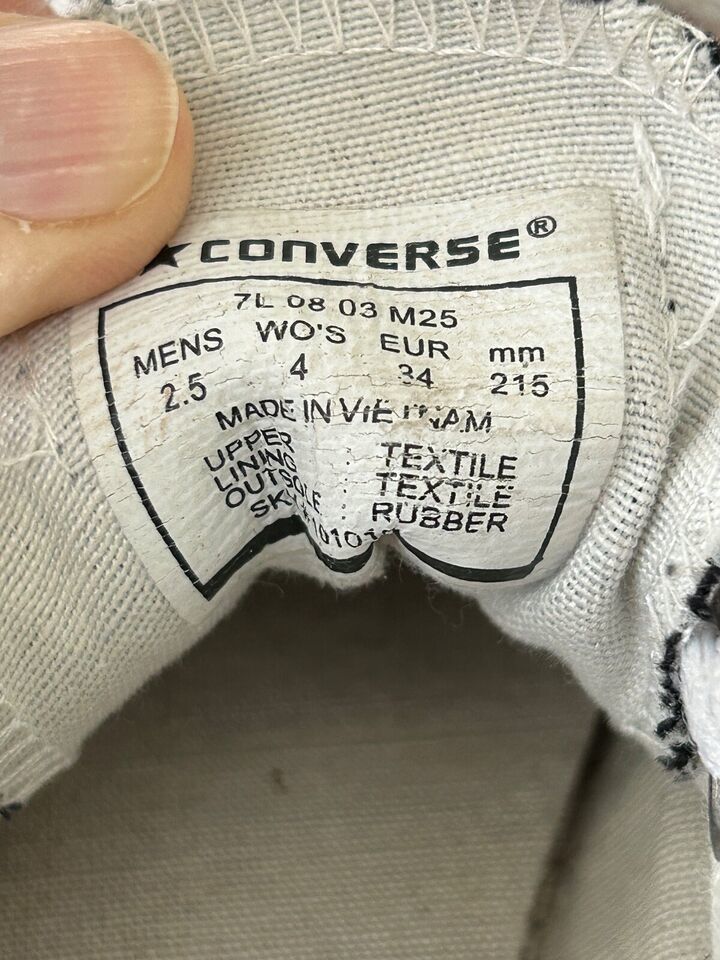 CONVERSE®
7L 08 03 M25
MENS WO'S EUR mm
2.5 4 34 215
MADE IN VIETNAM
UPPER : TEXTILE
LINING : TEXTILE
OUTSOLE : RUBBER